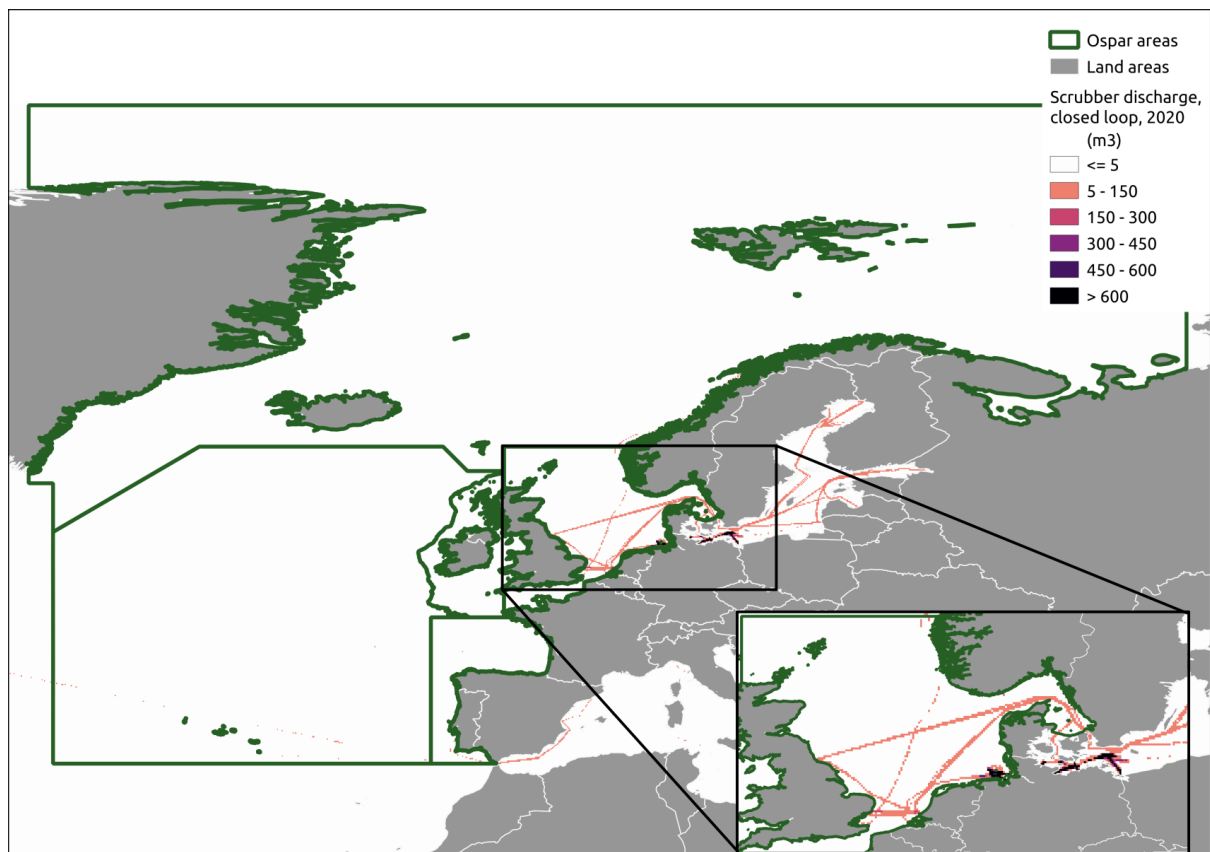 Ospar areas
Land areas
Scrubber discharge,
closed loop, 2020
(m3)
<= 5
5 - 150
150 - 300
300 - 450
450 - 600
> 600